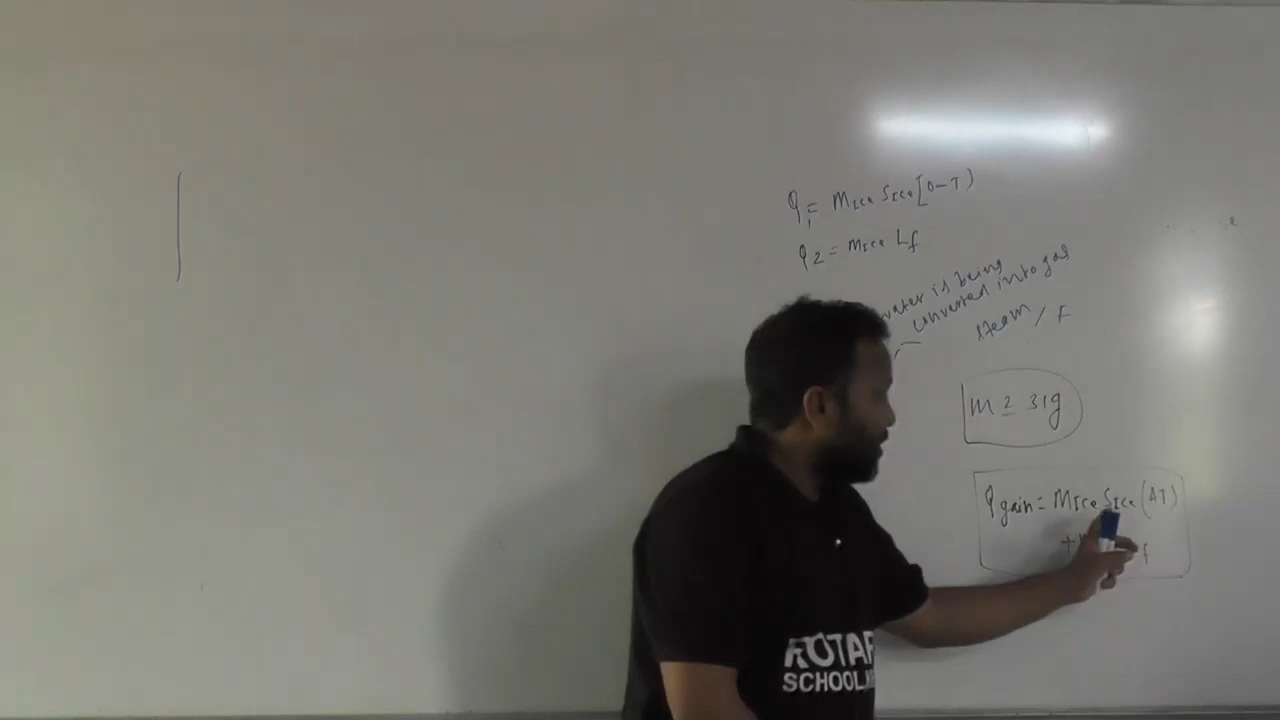 Q1 = MIce SIce [0-T)
Q2 = MIce Lf
water is being
converted into gas
steam / F
m = 31g
Qgain = MIce SIce (ΔT)
+ f
ROTAR
SCHOOL